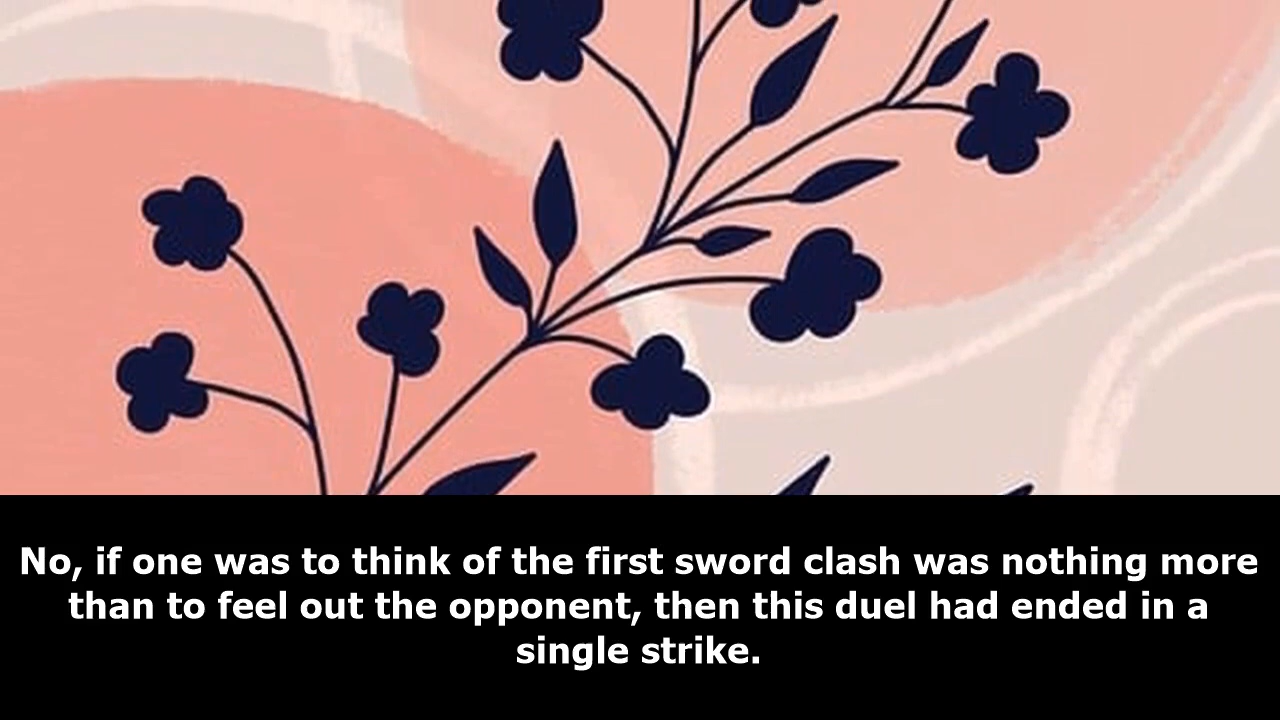 No, if one was to think of the first sword clash was nothing more
than to feel out the opponent, then this duel had ended in a
single strike.